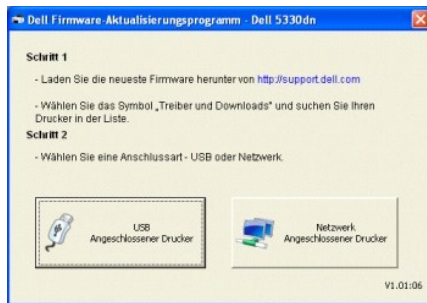 Dell Firmware-Aktualisierungsprogramm - Dell 5330dn
Schritt 1
- Laden Sie die neueste Firmware herunter von http://support.dell.com
- Wählen Sie das Symbol „Treiber und Downloads" und suchen Sie Ihren
Drucker in der Liste.
Schritt 2
- Wählen Sie eine Anschlussart - USB oder Netzwerk.
USB
Angeschlossener Drucker
Netzwerk
Angeschlossener Drucker
V1.01:06